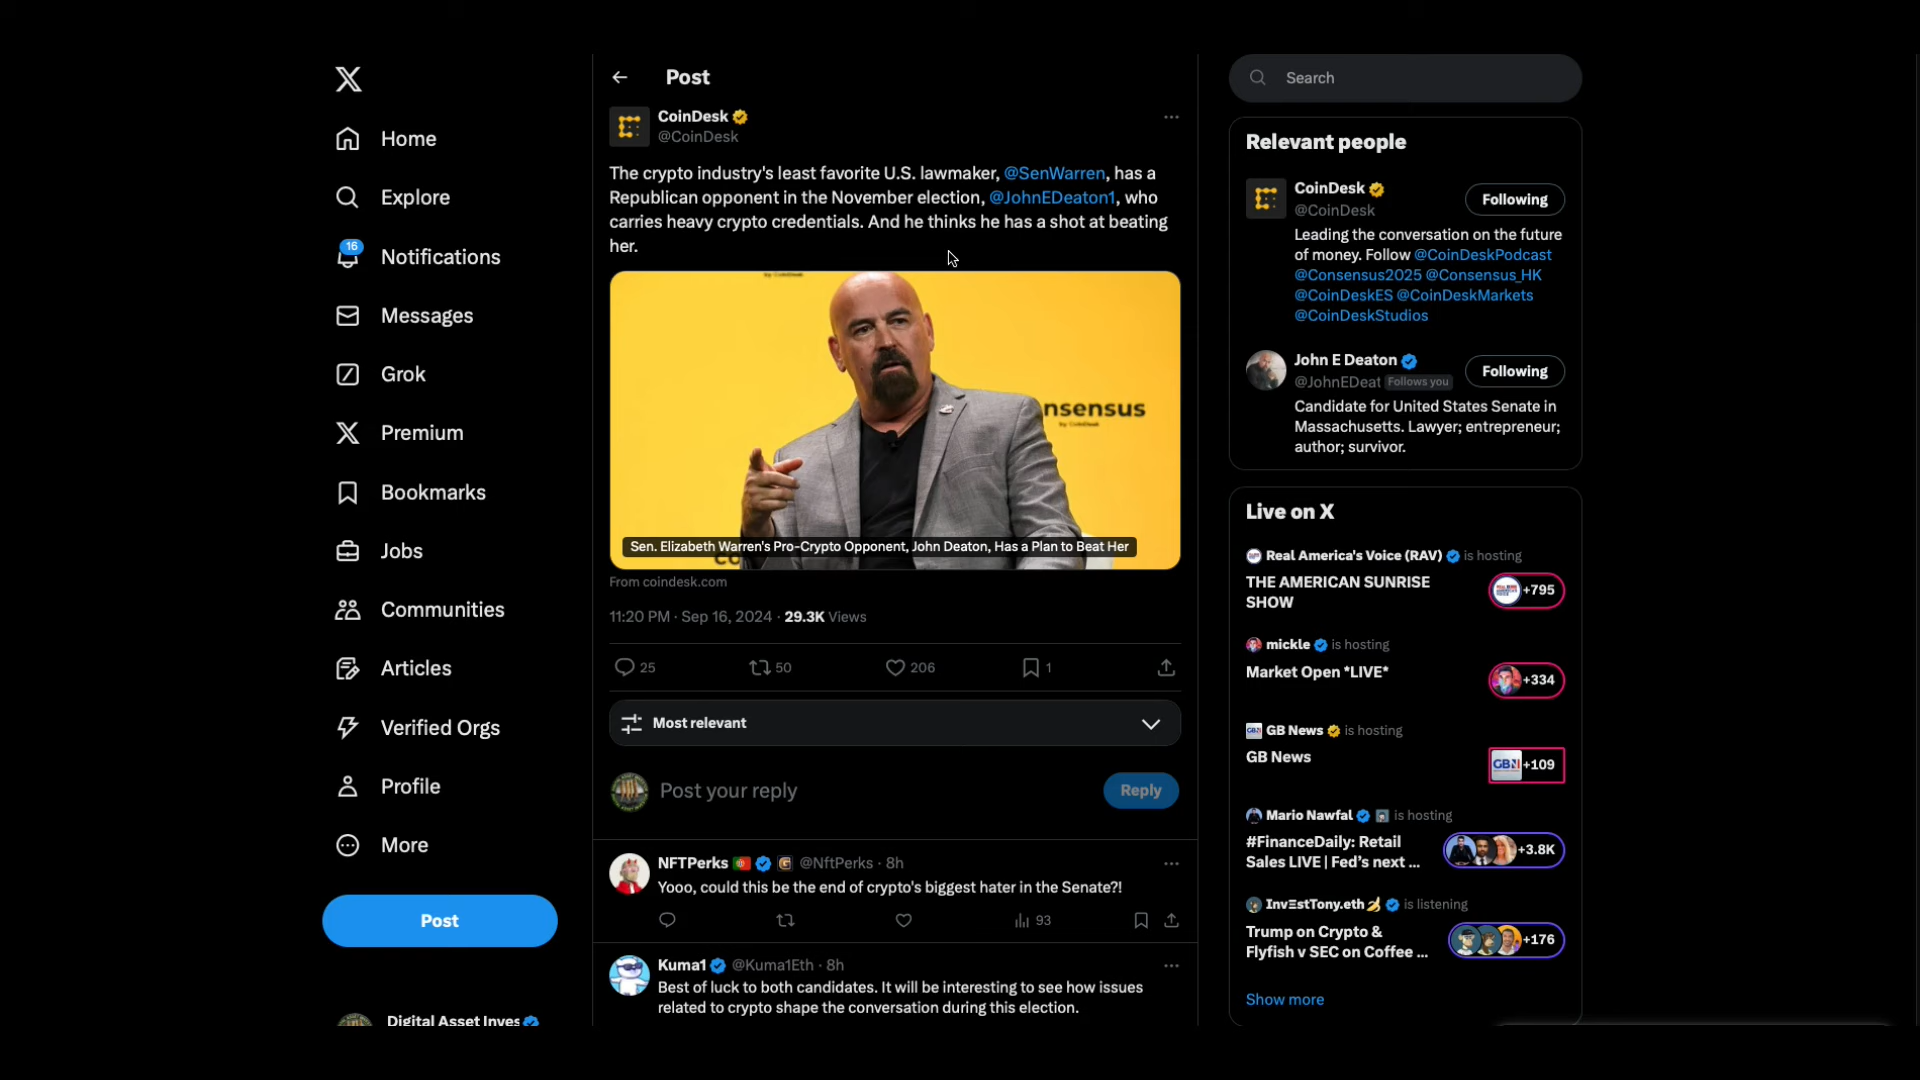 Home
Explore
16
Notifications
Messages
Grok
Premium
Bookmarks
Jobs
Communities
Articles
Verified Orgs
Profile
More
Post
Digital Asset Inves
Post
CoinDesk
@CoinDesk
The crypto industry's least favorite U.S. lawmaker, @SenWarren, has a
Republican opponent in the November election, @JohnEDeaton1, who
carries heavy crypto credentials. And he thinks he has a shot at beating
her.
by CoinDesk
nsensus
by CoinDesk
co
Sen. Elizabeth Warren's Pro-Crypto Opponent, John Deaton, Has a Plan to Beat Her
From coindesk.com
11:20 PM · Sep 16, 2024 · 29.3K Views
25 50 206 1
Most relevant
Post your reply
Reply
NFTPerks @NftPerks · 8h
Yooo, could this be the end of crypto's biggest hater in the Senate?!
93
Kuma1 @Kuma1Eth · 8h
Best of luck to both candidates. It will be interesting to see how issues
related to crypto shape the conversation during this election.
Search
Relevant people
CoinDesk
@CoinDesk
Following
Leading the conversation on the future
of money. Follow @CoinDeskPodcast
@Consensus2025 @Consensus_HK
@CoinDeskES @CoinDeskMarkets
@CoinDeskStudios
John E Deaton
@JohnEDeat Follows you
Following
Candidate for United States Senate in
Massachusetts. Lawyer; entrepreneur;
author; survivor.
Live on X
Real America's Voice (RAV) is hosting
THE AMERICAN SUNRISE
SHOW
+795
mickle is hosting
Market Open *LIVE*
+334
GB News is hosting
GB News
GBN +109
Mario Nawfal is hosting
#FinanceDaily: Retail
Sales LIVE | Fed's next ...
+3.8K
InvΞstTony.eth is listening
Trump on Crypto &
Flyfish v SEC on Coffee ...
+176
Show more